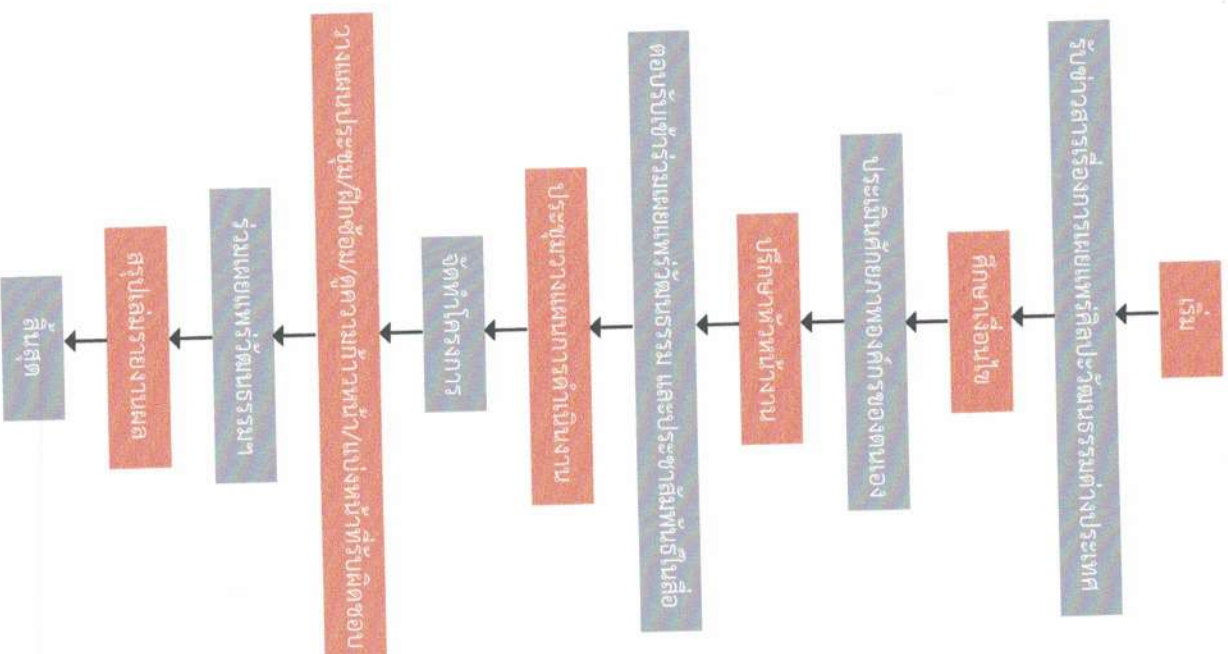 เริ่ม
รับข่าวสารเรื่องการเผยแพร่ศิลปะวัฒนธรรมต่างประเทศ
ศึกษาเงื่อนไข
ประเมินศักยภาพองค์กรของตนเอง
ปรึกษาหัวหน้างาน
ตอบรับเข้าร่วมเผยแพร่วัฒนธรรม และประชาสัมพันธ์ในสื่อ
ประชุมวางแผนการดำเนินงาน
จัดทำโครงการ
วางแผนประชุม/ฝึกซ้อม/ดูความก้าวหน้า/แบ่งหน้าที่รับผิดชอบ
ร่วมเผยแพร่วัฒนธรรมฯ
สรุปเล่มรายงานผล
สิ้นสุด